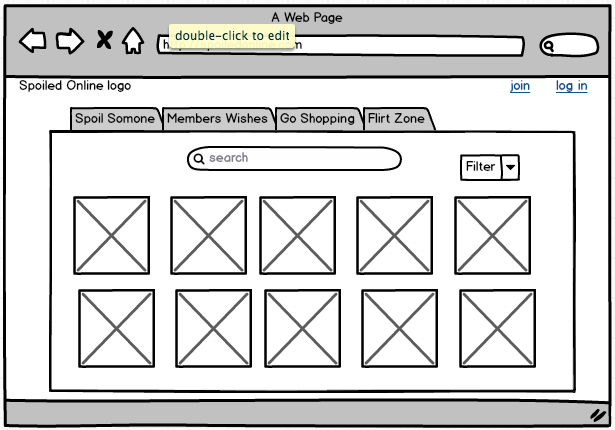 A Web Page
double-click to edit
Spoiled Online logo
join
log in
Spoil Somone
Members Wishes
Go Shopping
Flirt Zone
search
Filter